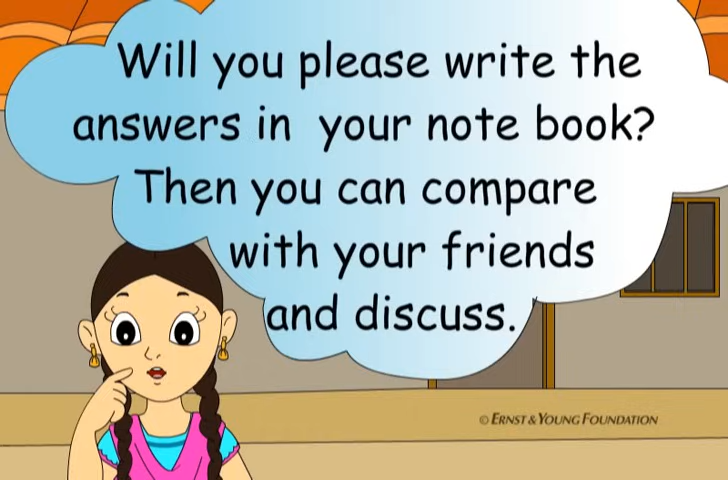 Will you please write the
answers in your note book?
Then you can compare
with your friends
and discuss.
© ERNST & YOUNG FOUNDATION